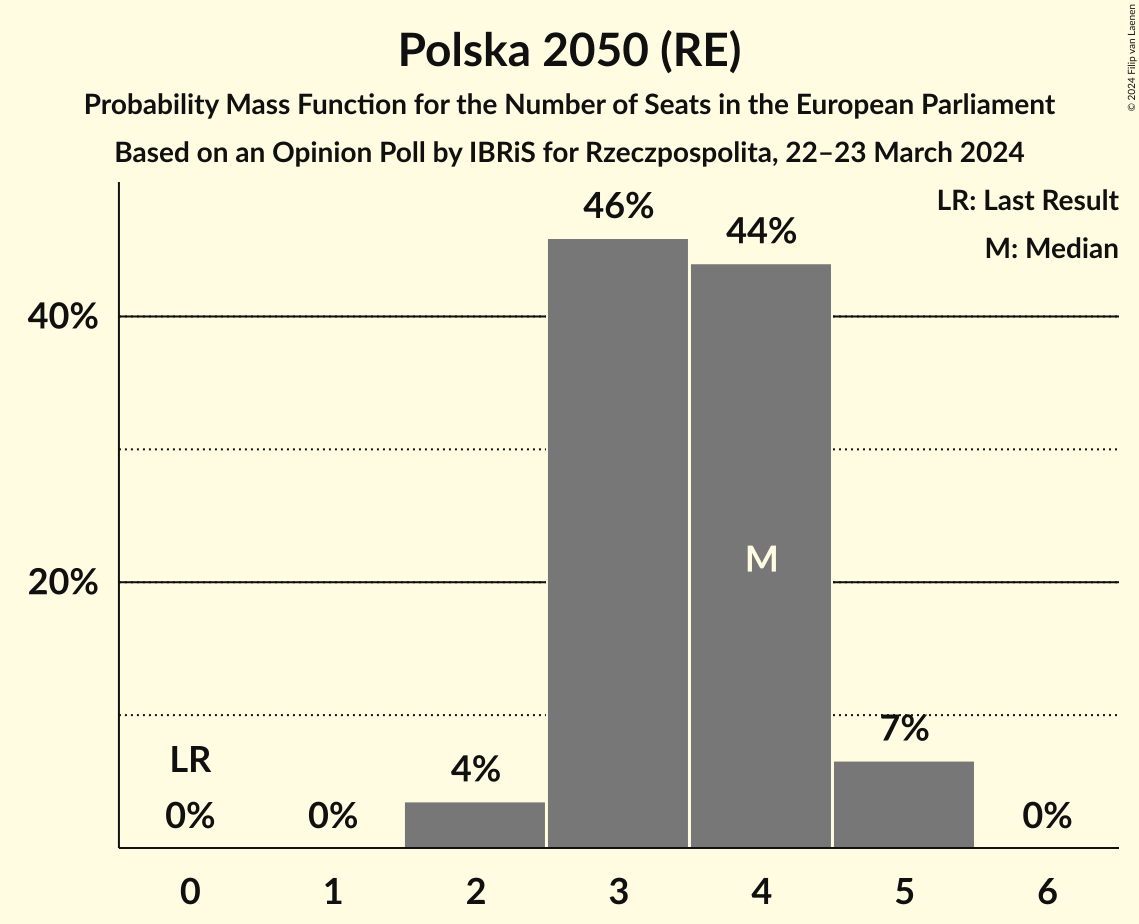 Polska 2050 (RE)
Probability Mass Function for the Number of Seats in the European Parliament
Based on an Opinion Poll by IBRiS for Rzeczpospolita, 22–23 March 2024
© 2024 Filip van Laenen
LR: Last Result
M: Median
46%
44%
40%
M
20%
7%
LR
4%
0%
0%
0%
0
1
2
3
4
5
6